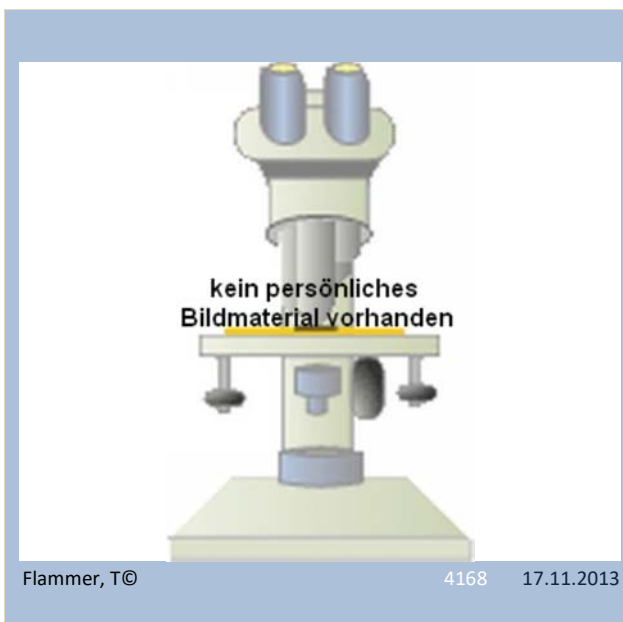 kein persönliches
Bildmaterial vorhanden
Flammer, T© 4168 17.11.2013